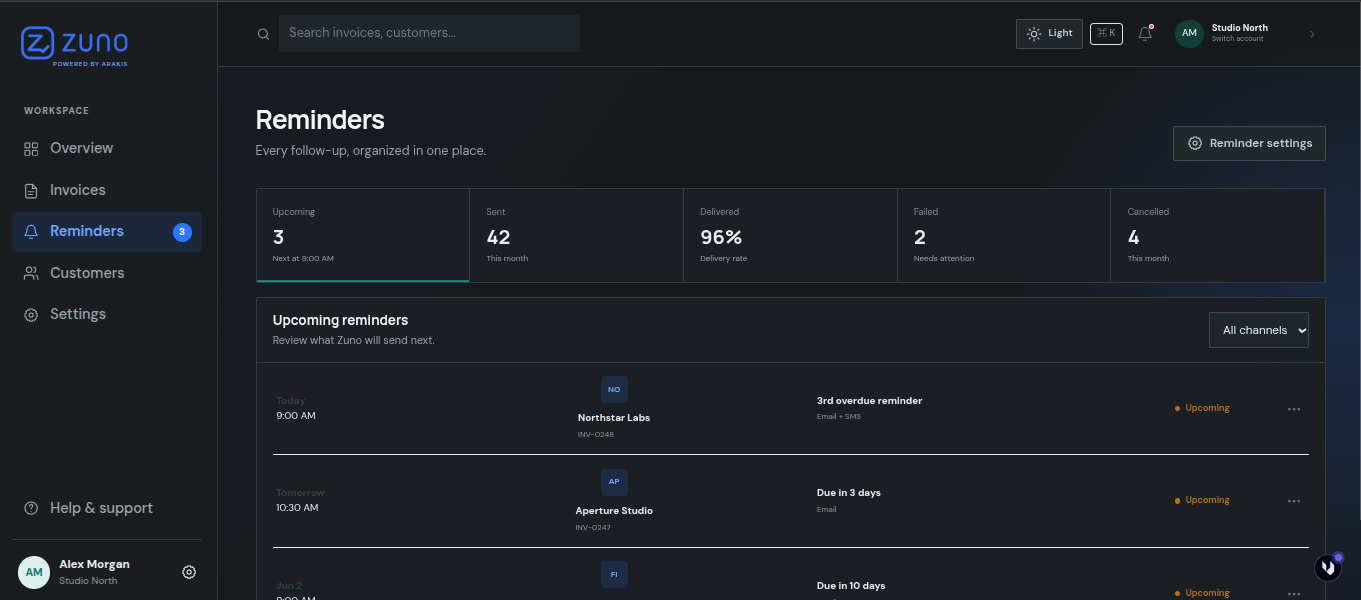 ZUNO
POWERED BY ARAKIS
Search invoices, customers...
Light
⌘ K
AM
Studio North
Switch account
WORKSPACE
Overview
Invoices
Reminders
3
Customers
Settings
Help & support
AM
Alex Morgan
Studio North
Reminders
Every follow-up, organized in one place.
Reminder settings
Upcoming
3
Next at 9:00 AM
Sent
42
This month
Delivered
96%
Delivery rate
Failed
2
Needs attention
Cancelled
4
This month
Upcoming reminders
Review what Zuno will send next.
All channels
Today
9:00 AM
NO
Northstar Labs
INV-0248
3rd overdue reminder
Email + SMS
Upcoming
Tomorrow
10:30 AM
AP
Aperture Studio
INV-0247
Due in 3 days
Email
Upcoming
Jun 2
9:00 AM
FI
Due in 10 days
Upcoming